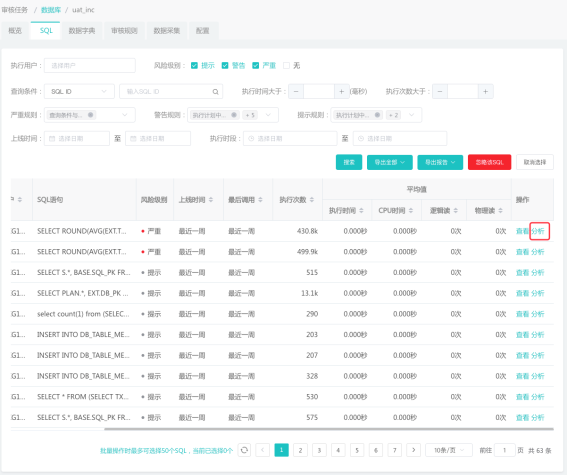 审核任务 / 数据库 / uat_inc
概览 SQL 数据字典 审核规则 数据采集 配置
执行用户： 选择用户 风险级别： 提示 警告 严重 无
查询条件： SQL ID 输入SQL ID 执行时间大于： − + (毫秒) 执行次数大于： − +
严重规则： 查询条件与... 警告规则： 执行计划中... + 5 提示规则： 执行计划中... + 2
上线时间： 选择日期 至 选择日期 执行时段： 选择日期 至 选择日期
搜索 导出全部 导出报告 忽略该SQL 取消选择
SQL语句 风险级别 上线时间 最后调用 执行次数 平均值 操作
执行时间 CPU时间 逻辑读 物理读
.G1... SELECT ROUND(AVG(EXT.T... 严重 最近一周 最近一周 430.8k 0.000秒 0.000秒 0次 0次 查看 分析
.G1... SELECT ROUND(AVG(EXT.T... 严重 最近一周 最近一周 499.9k 0.000秒 0.000秒 0次 0次 查看 分析
.G1... SELECT S.*, BASE.SQL_PK FR... 提示 最近一周 最近一周 515 0.000秒 0.000秒 0次 0次 查看 分析
.G1... SELECT PLAN.*, EXT.DB_PK ... 提示 最近一周 最近一周 13.1k 0.000秒 0.000秒 0次 0次 查看 分析
.G1... select count(1) from (SELEC... 提示 最近一周 最近一周 290 0.000秒 0.000秒 0次 0次 查看 分析
.G1... INSERT INTO DB_TABLE_ME... 提示 最近一周 最近一周 203 0.000秒 0.000秒 0次 0次 查看 分析
.G1... INSERT INTO DB_TABLE_ME... 提示 最近一周 最近一周 207 0.000秒 0.000秒 0次 0次 查看 分析
.G1... INSERT INTO DB_TABLE_ME... 提示 最近一周 最近一周 328 0.000秒 0.000秒 0次 0次 查看 分析
.G1... SELECT * FROM (SELECT TX... 提示 最近一周 最近一周 530 0.000秒 0.000秒 0次 0次 查看 分析
.G1... SELECT S.*, BASE.SQL_PK FR... 提示 最近一周 最近一周 575 0.000秒 0.000秒 0次 0次 查看 分析
批量操作时最多可选择50个SQL，当前已选择0个 1 2 3 4 5 6 7 10条/页 前往 1 页 共 63 条